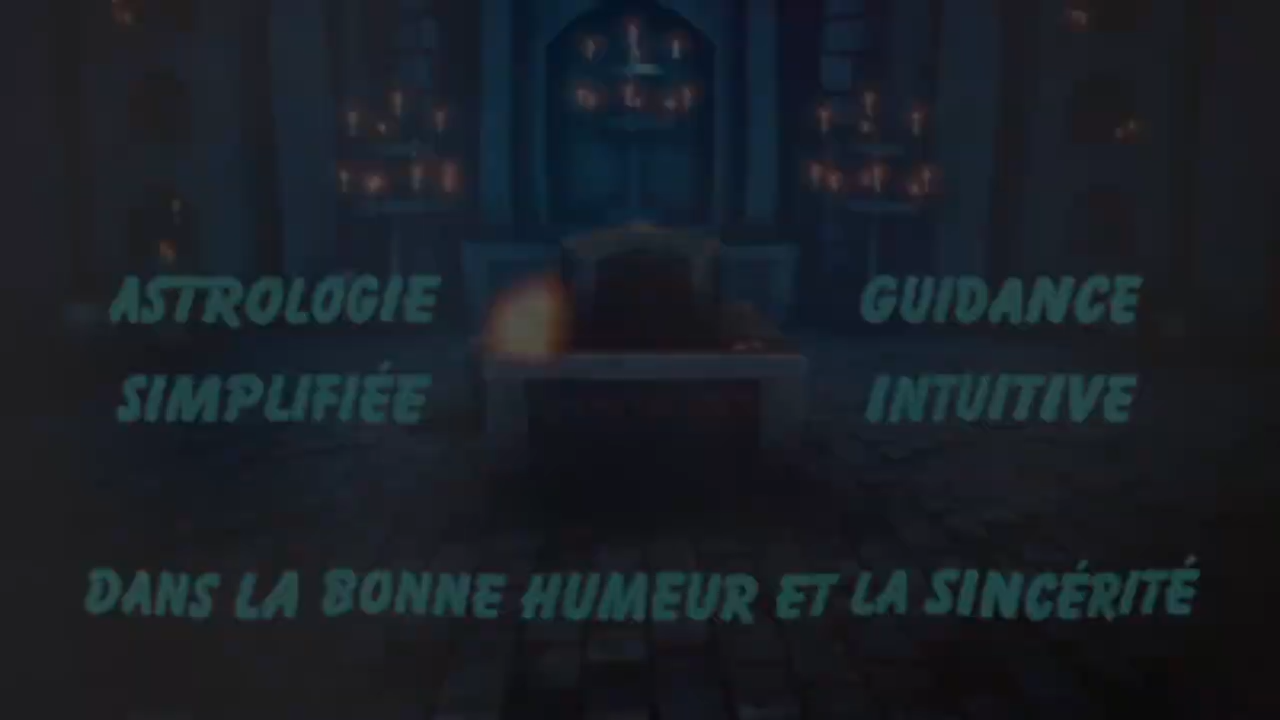 ASTROLOGIE
SIMPLIFIÉE
GUIDANCE
INTUITIVE
DANS LA BONNE HUMEUR ET LA SINCÉRITÉ